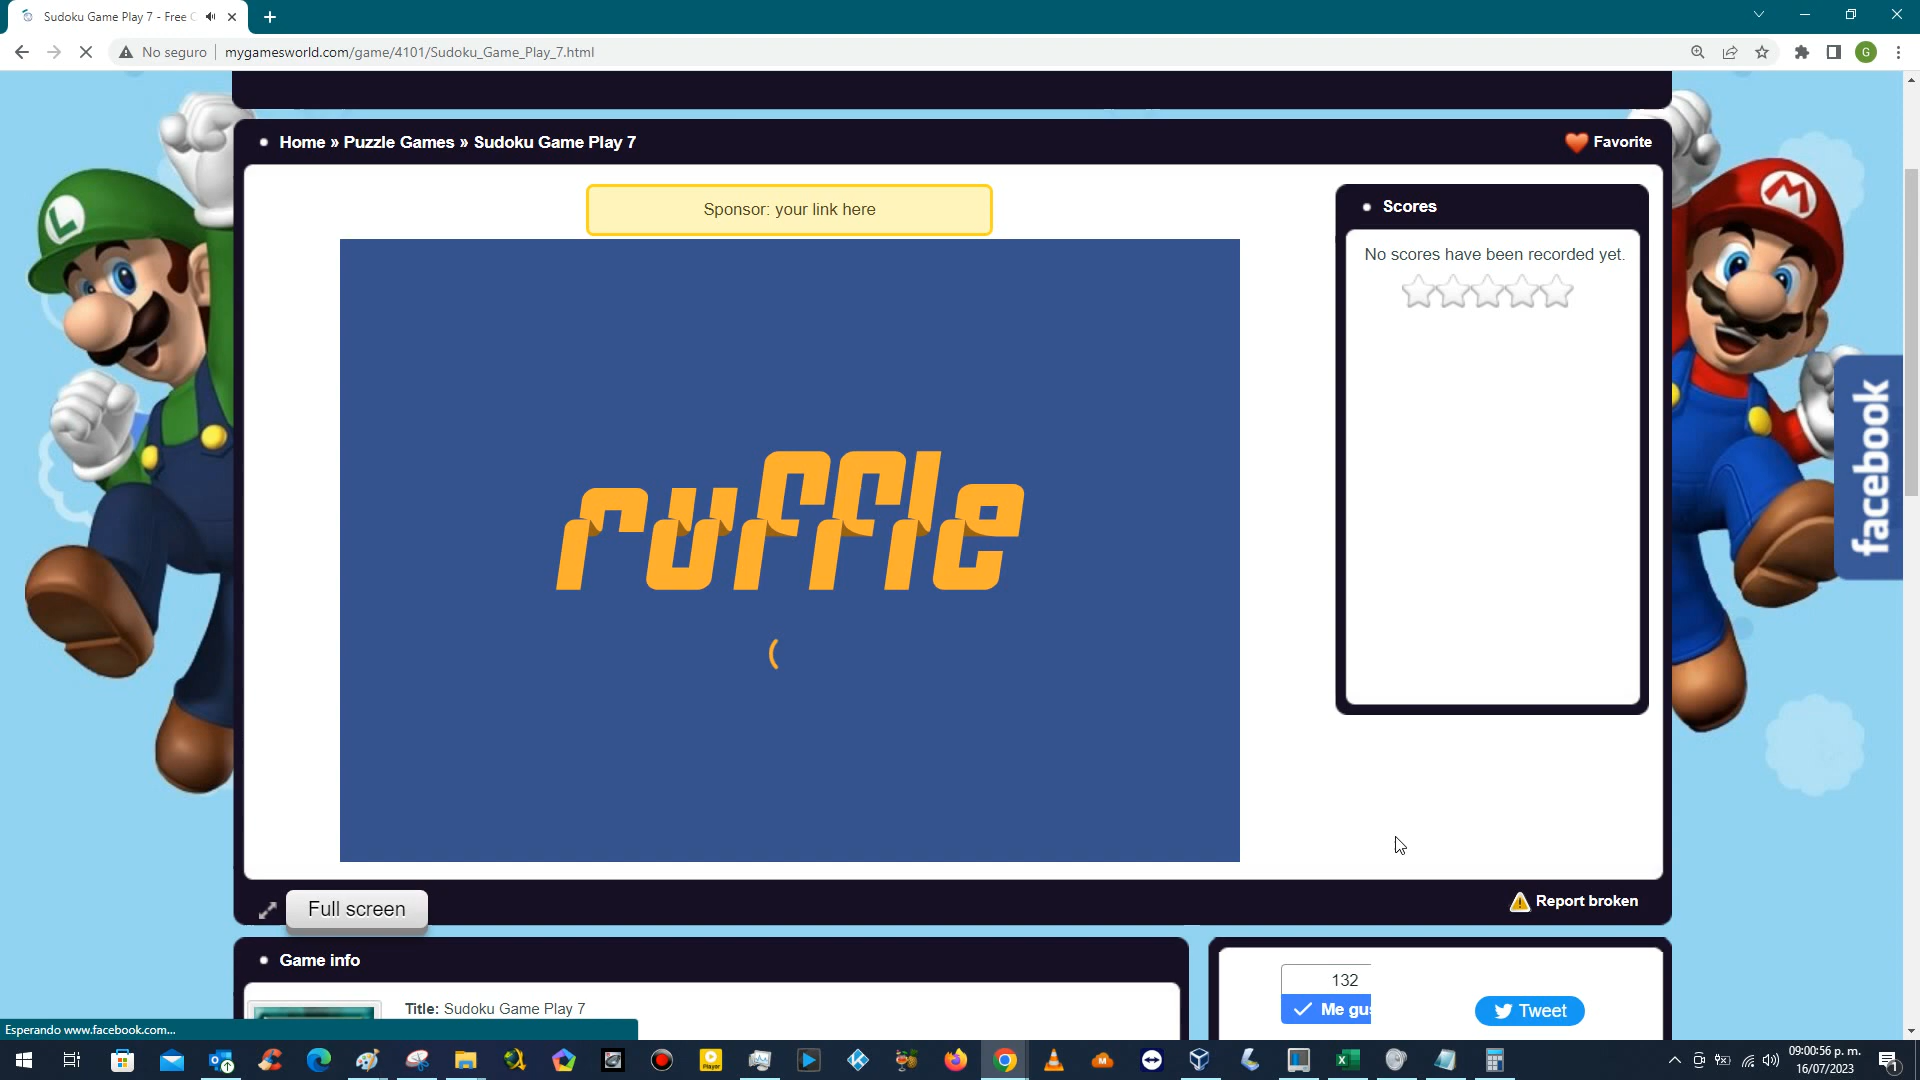 Sudoku Game Play 7 - Free
No seguro
mygamesworld.com/game/4101/Sudoku_Game_Play_7.html
G
Home » Puzzle Games » Sudoku Game Play 7
Favorite
Sponsor: your link here
Scores
No scores have been recorded yet.
L
M
ruffle
facebook
Full screen
Report broken
Game info
Title: Sudoku Game Play 7
132
Me gus
Tweet
Esperando www.facebook.com...
09:00:56 p. m.
16/07/2023
1